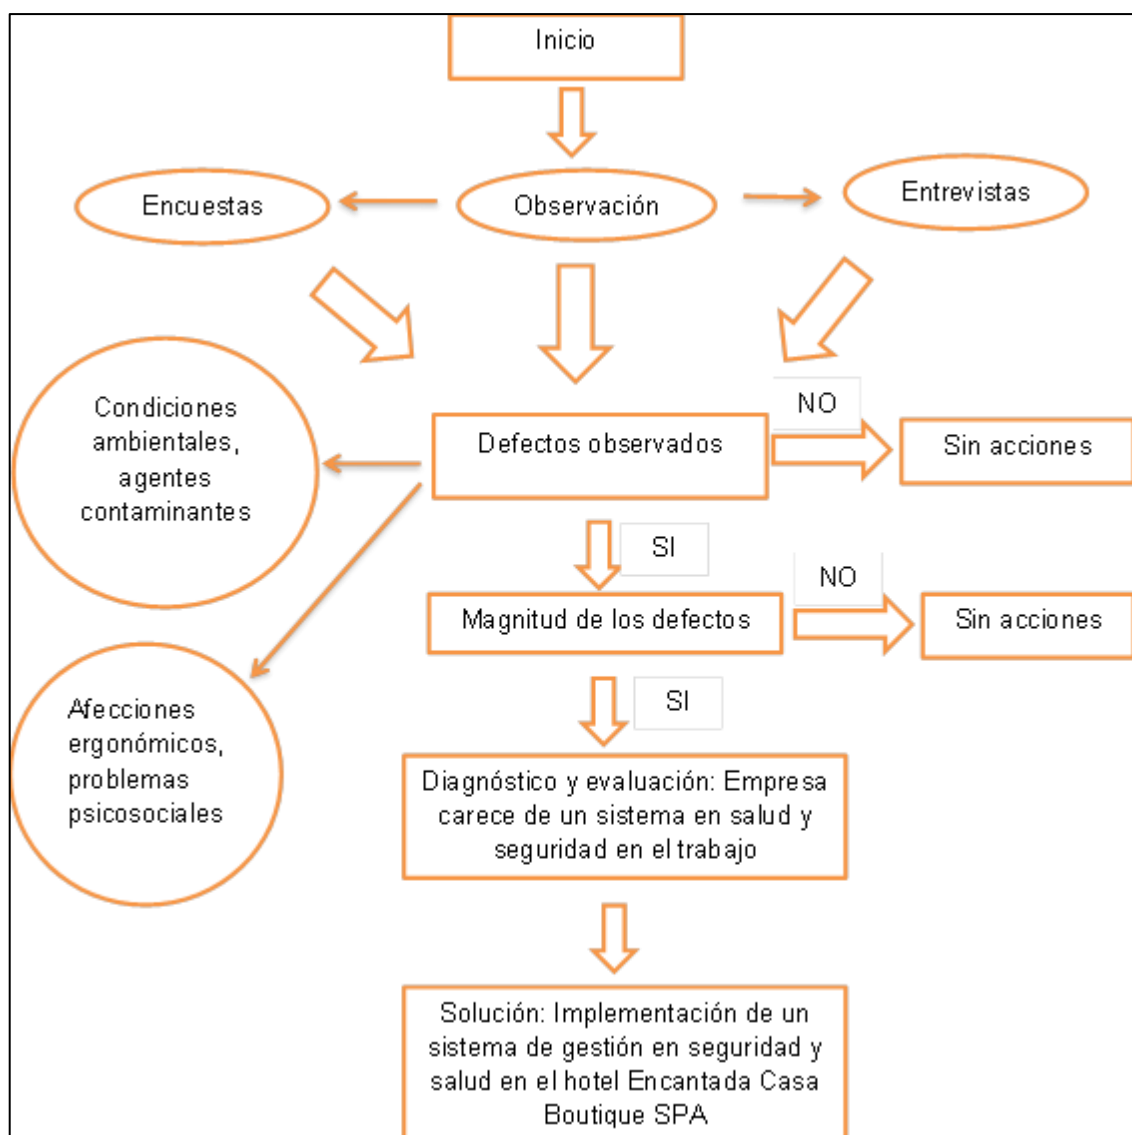 Inicio
Encuestas
Observación
Entrevistas
Condiciones
ambientales,
agentes
contaminantes
Defectos observados
NO
Sin acciones
SI
Magnitud de los defectos
NO
Sin acciones
SI
Afecciones
ergonómicos,
problemas
psicosociales
Diagnóstico y evaluación: Empresa
carece de un sistema en salud y
seguridad en el trabajo
Solución: Implementación de un
sistema de gestión en seguridad y
salud en el hotel Encantada Casa
Boutique SPA